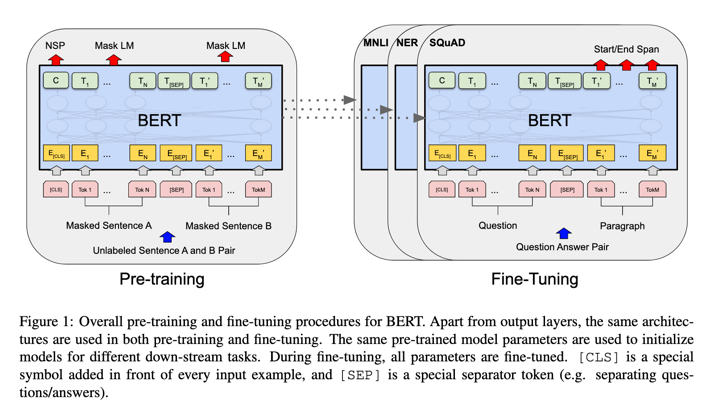 NSP Mask LM Mask LM
MNLI NER SQuAD
Start/End Span
C T1 ... TN T[SEP] T1' ... TM'
C T1 ... TN T[SEP] T1' ... TM'
BERT
BERT
E[CLS] E1 ... EN E[SEP] E1' ... EM'
E[CLS] E1 ... EN E[SEP] E1' ... EM'
[CLS] Tok 1 ... Tok N [SEP] Tok 1 ... TokM
[CLS] Tok 1 ... Tok N [SEP] Tok 1 ... TokM
Masked Sentence A Masked Sentence B
Question Paragraph
Unlabeled Sentence A and B Pair
Question Answer Pair
Pre-training Fine-Tuning
Figure 1: Overall pre-training and fine-tuning procedures for BERT. Apart from output layers, the same architec-
tures are used in both pre-training and fine-tuning. The same pre-trained model parameters are used to initialize
models for different down-stream tasks. During fine-tuning, all parameters are fine-tuned. [CLS] is a special
symbol added in front of every input example, and [SEP] is a special separator token (e.g. separating ques-
tions/answers).